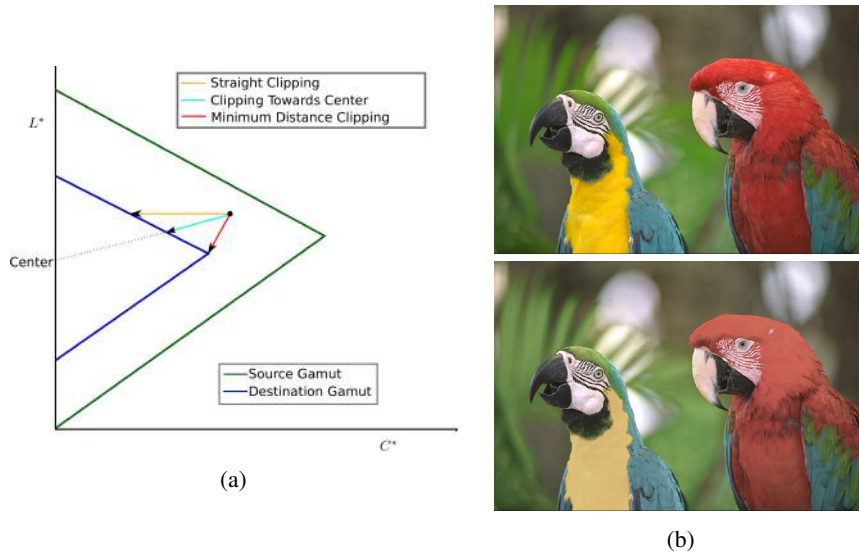 Straight Clipping
Clipping Towards Center
Minimum Distance Clipping
L*
Center
Source Gamut
Destination Gamut
C*
(a)
(b)